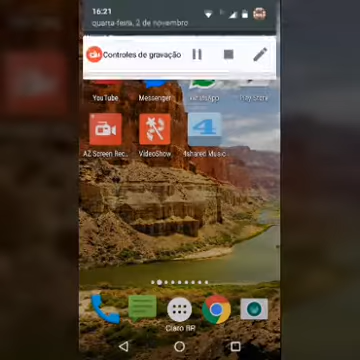 16:21
quarta-feira, 2 de novembro
Controles de gravação
YouTube Messenger WhatsApp Play Store
AZ Screen Rec... VideoShow 4shared Music...
Claro BR